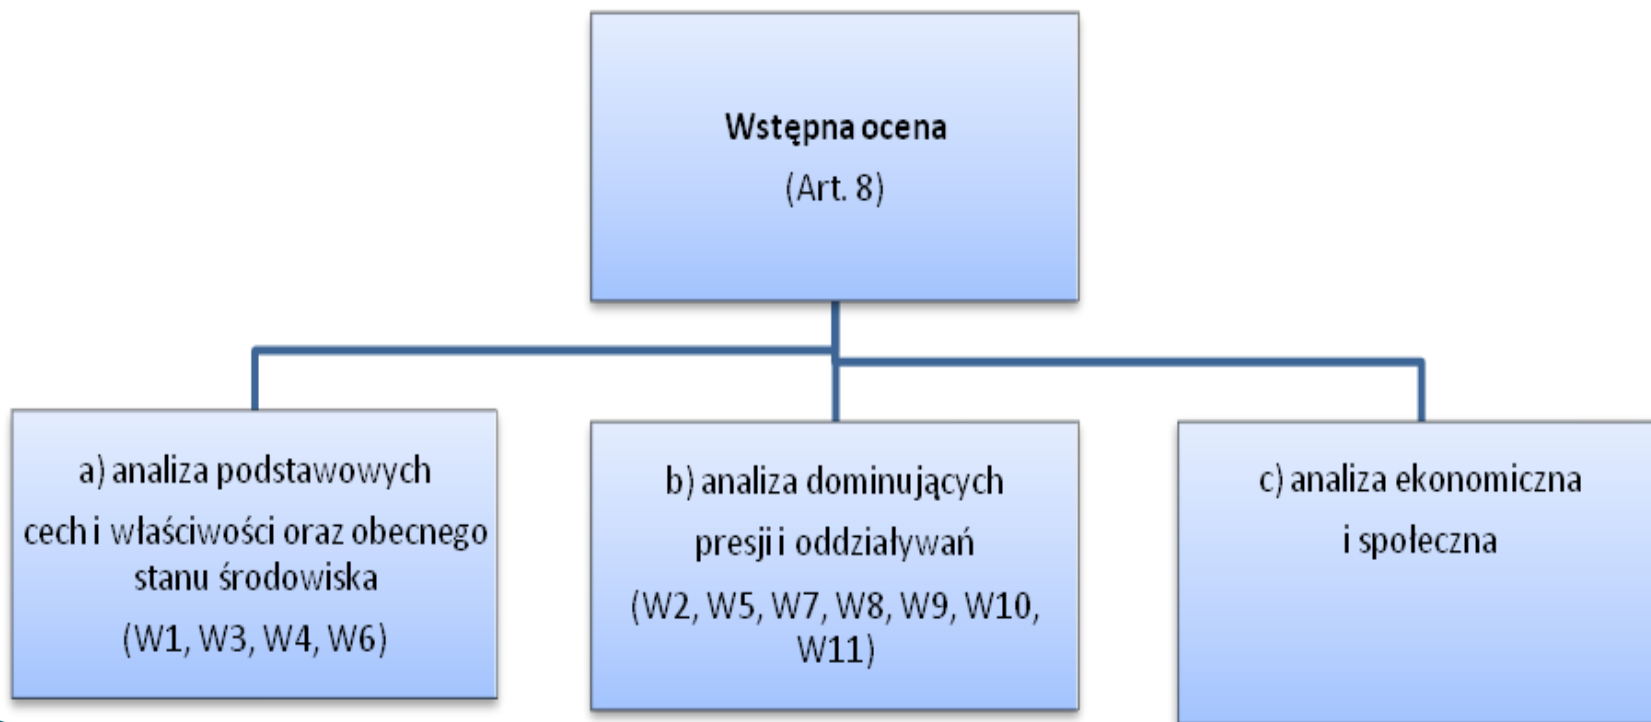 Wstępna ocena
(Art. 8)
a) analiza podstawowych
cech i właściwości oraz obecnego
stanu środowiska
(W1, W3, W4, W6)
b) analiza dominujących
presji i oddziaływań
(W2, W5, W7, W8, W9, W10,
W11)
c) analiza ekonomiczna
i społeczna